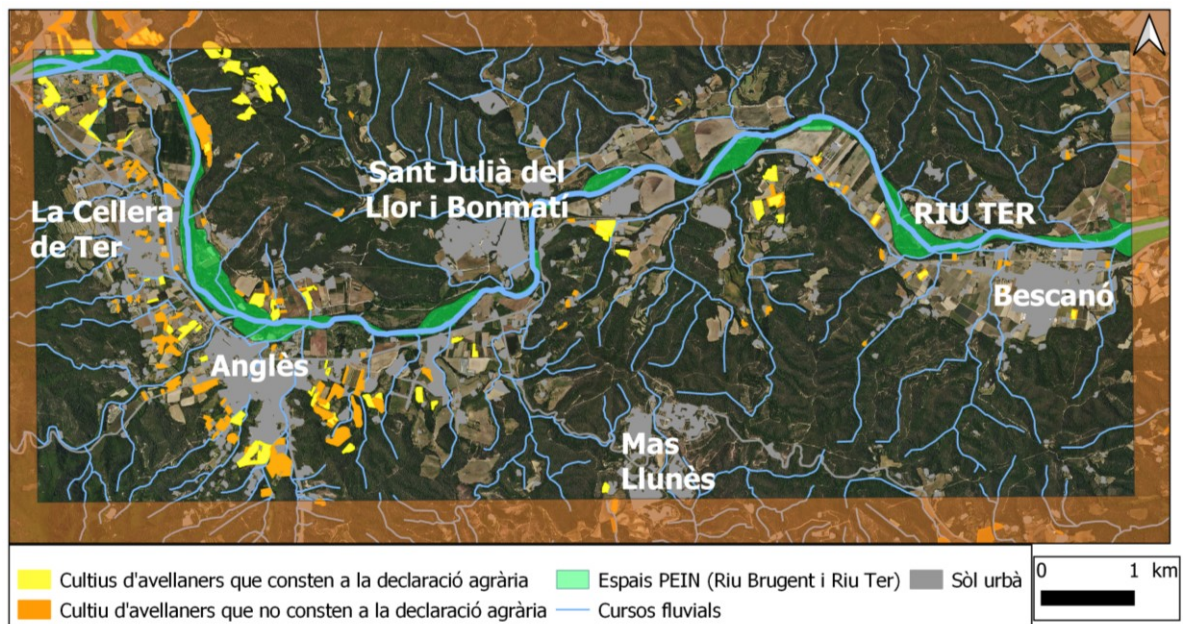 Sant Julià del
Llor i Bonmatí
La Cellera
de Ter
RIU TER
Bescanó
Anglès
Mas
Llunès
Cultius d'avellaners que consten a la declaració agrària
Cultiu d'avellaners que no consten a la declaració agrària
Espais PEIN (Riu Brugent i Riu Ter)
Cursos fluvials
Sòl urbà
0 1 km